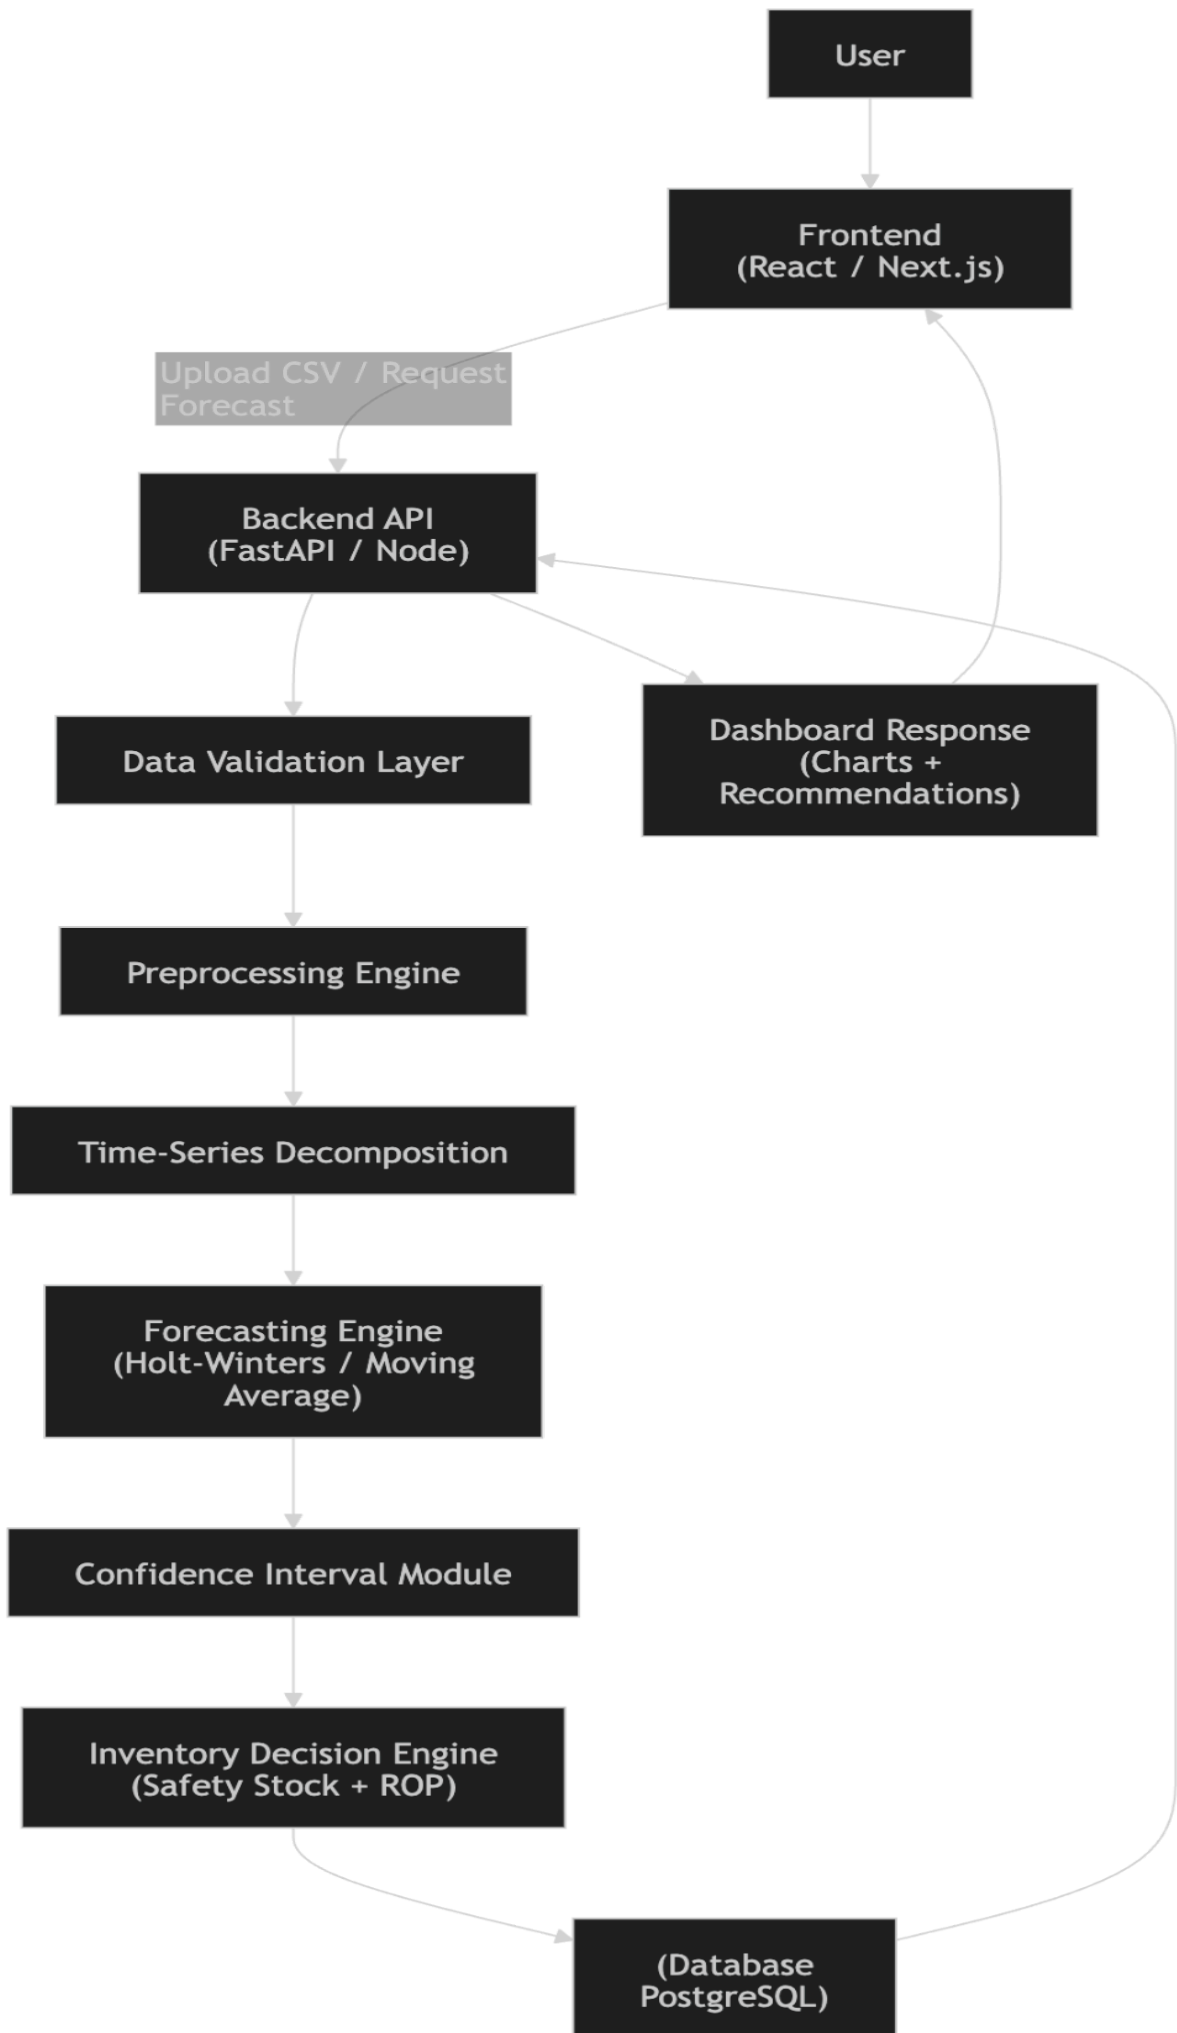 User
Frontend
(React / Next.js)
Upload CSV / Request
Forecast
Backend API
(FastAPI / Node)
Data Validation Layer
Dashboard Response
(Charts +
Recommendations)
Preprocessing Engine
Time-Series Decomposition
Forecasting Engine
(Holt-Winters / Moving
Average)
Confidence Interval Module
Inventory Decision Engine
(Safety Stock + ROP)
(Database
PostgreSQL)